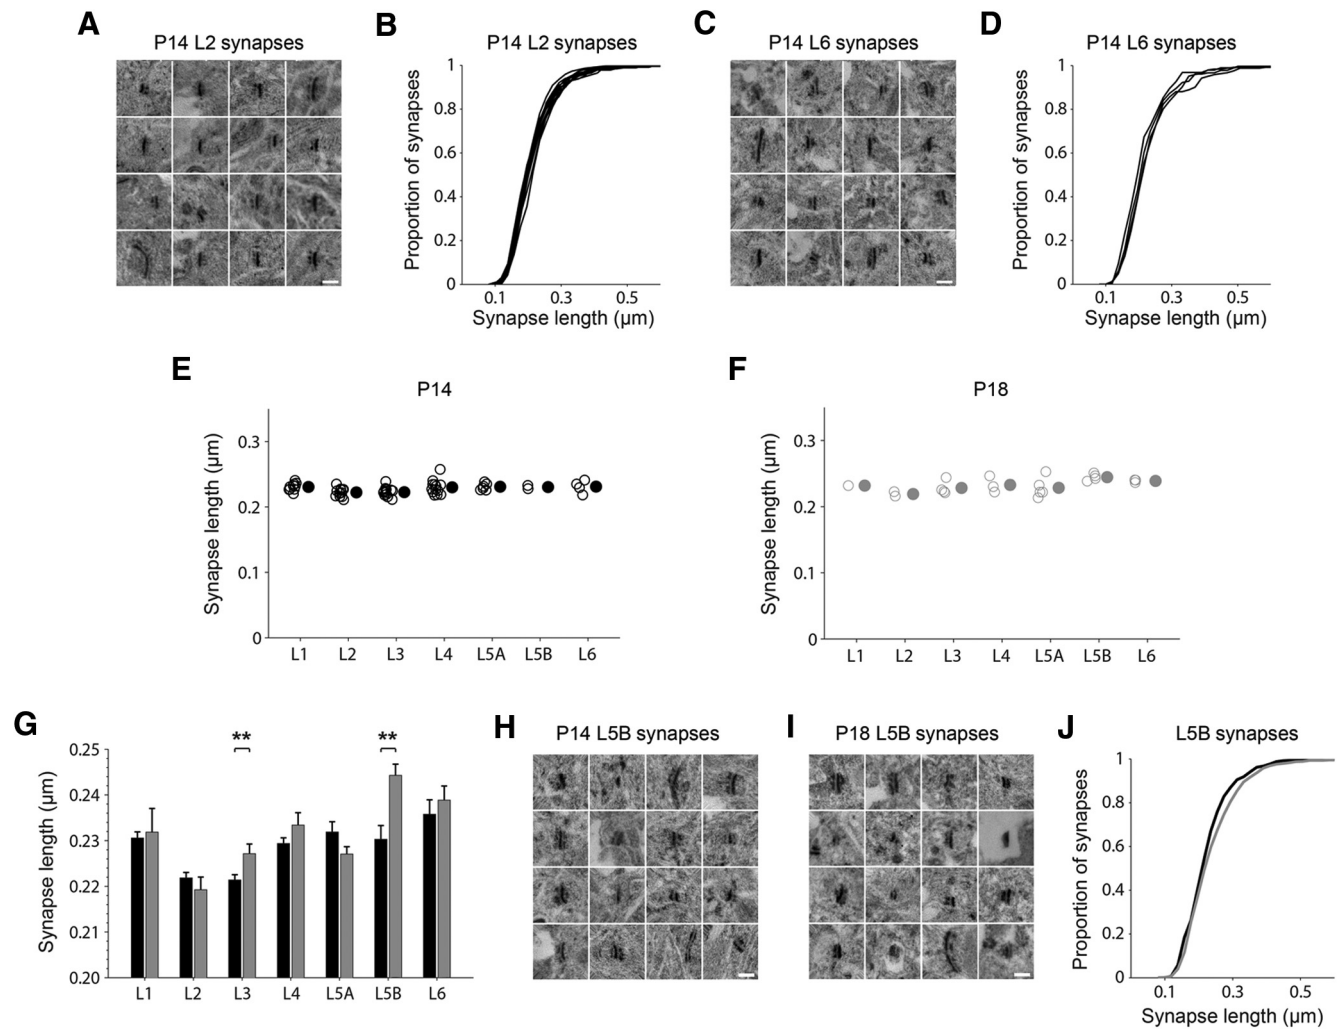 A
P14 L2 synapses
B
P14 L2 synapses
Proportion of synapses
1
0.8
0.6
0.4
0.2
0
0.1 0.3 0.5
Synapse length (µm)
C
P14 L6 synapses
D
P14 L6 synapses
Proportion of synapses
1
0.8
0.6
0.4
0.2
0
0.1 0.3 0.5
Synapse length (µm)
E
P14
Synapse length (µm)
0.3
0.2
0.1
0
L1 L2 L3 L4 L5A L5B L6
F
P18
Synapse length (µm)
0.3
0.2
0.1
0
L1 L2 L3 L4 L5A L5B L6
G
Synapse length (µm)
0.25
0.24
0.23
0.22
0.21
0.20
** **
L1 L2 L3 L4 L5A L5B L6
H
P14 L5B synapses
I
P18 L5B synapses
J
L5B synapses
Proportion of synapses
1
0.8
0.6
0.4
0.2
0
0.1 0.3 0.5
Synapse length (µm)